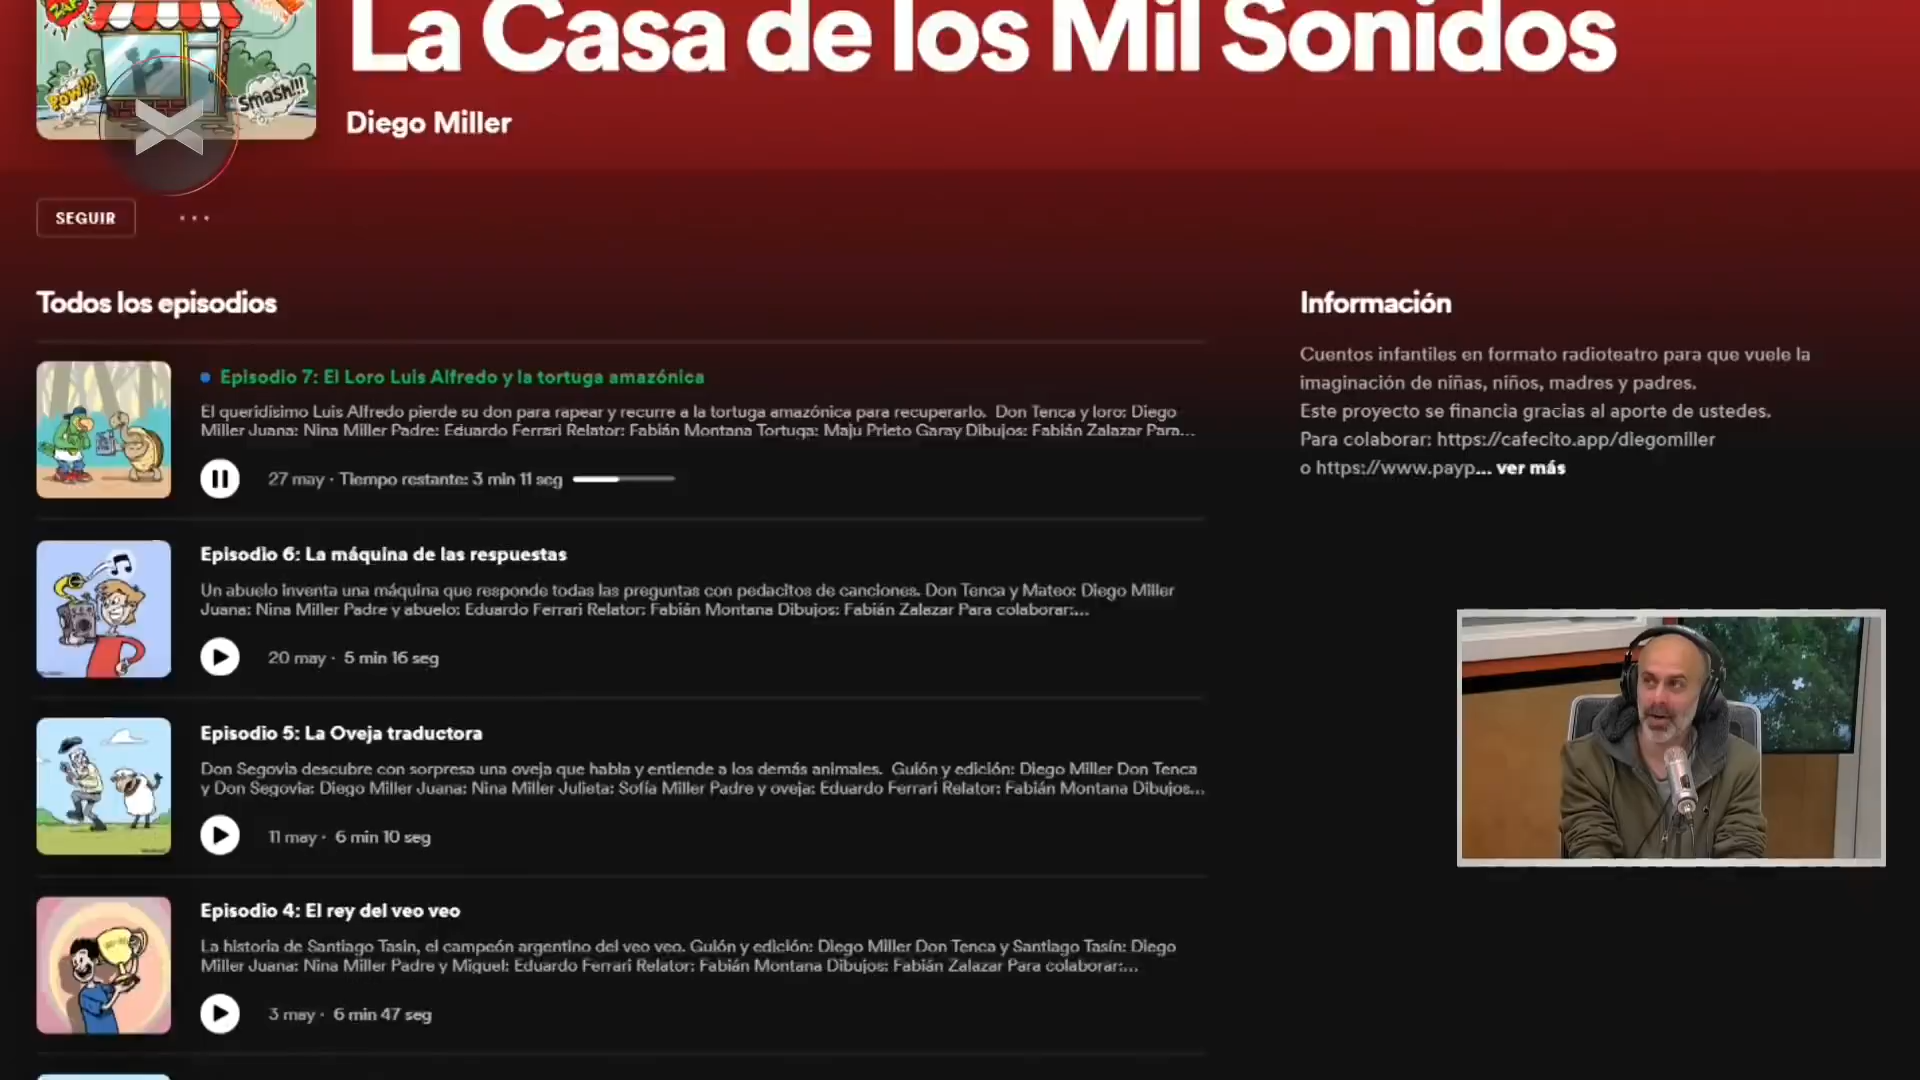 ZAP
POW!!!
Smash!!!
La Casa de los Mil Sonidos
Diego Miller
SEGUIR
Todos los episodios
Información
Cuentos infantiles en formato radioteatro para que vuele la
imaginación de niñas, niños, madres y padres.
Este proyecto se financia gracias al aporte de ustedes.
Para colaborar: https://cafecito.app/diegomiller
o https://www.payp... ver más
Episodio 7: El Loro Luis Alfredo y la tortuga amazónica
El queridísimo Luis Alfredo pierde su don para rapear y recurre a la tortuga amazónica para recuperarlo. Don Tenca y loro: Diego
Miller Juana: Nina Miller Padre: Eduardo Ferrari Relator: Fabián Montana Tortuga: Maju Prieto Garay Dibujos: Fabián Zalazar Para...
27 may · Tiempo restante: 3 min 11 seg
Episodio 6: La máquina de las respuestas
Un abuelo inventa una máquina que responde todas las preguntas con pedacitos de canciones. Don Tenca y Mateo: Diego Miller
Juana: Nina Miller Padre y abuelo: Eduardo Ferrari Relator: Fabián Montana Dibujos: Fabián Zalazar Para colaborar:...
20 may · 5 min 16 seg
Episodio 5: La Oveja traductora
Don Segovia descubre con sorpresa una oveja que habla y entiende a los demás animales. Guión y edición: Diego Miller Don Tenca
y Don Segovia: Diego Miller Juana: Nina Miller Julieta: Sofía Miller Padre y oveja: Eduardo Ferrari Relator: Fabián Montana Dibujos...
11 may · 6 min 10 seg
Episodio 4: El rey del veo veo
La historia de Santiago Tasin, el campeón argentino del veo veo. Guión y edición: Diego Miller Don Tenca y Santiago Tasín: Diego
Miller Juana: Nina Miller Padre y Miguel: Eduardo Ferrari Relator: Fabián Montana Dibujos: Fabián Zalazar Para colaborar:...
3 may · 6 min 47 seg